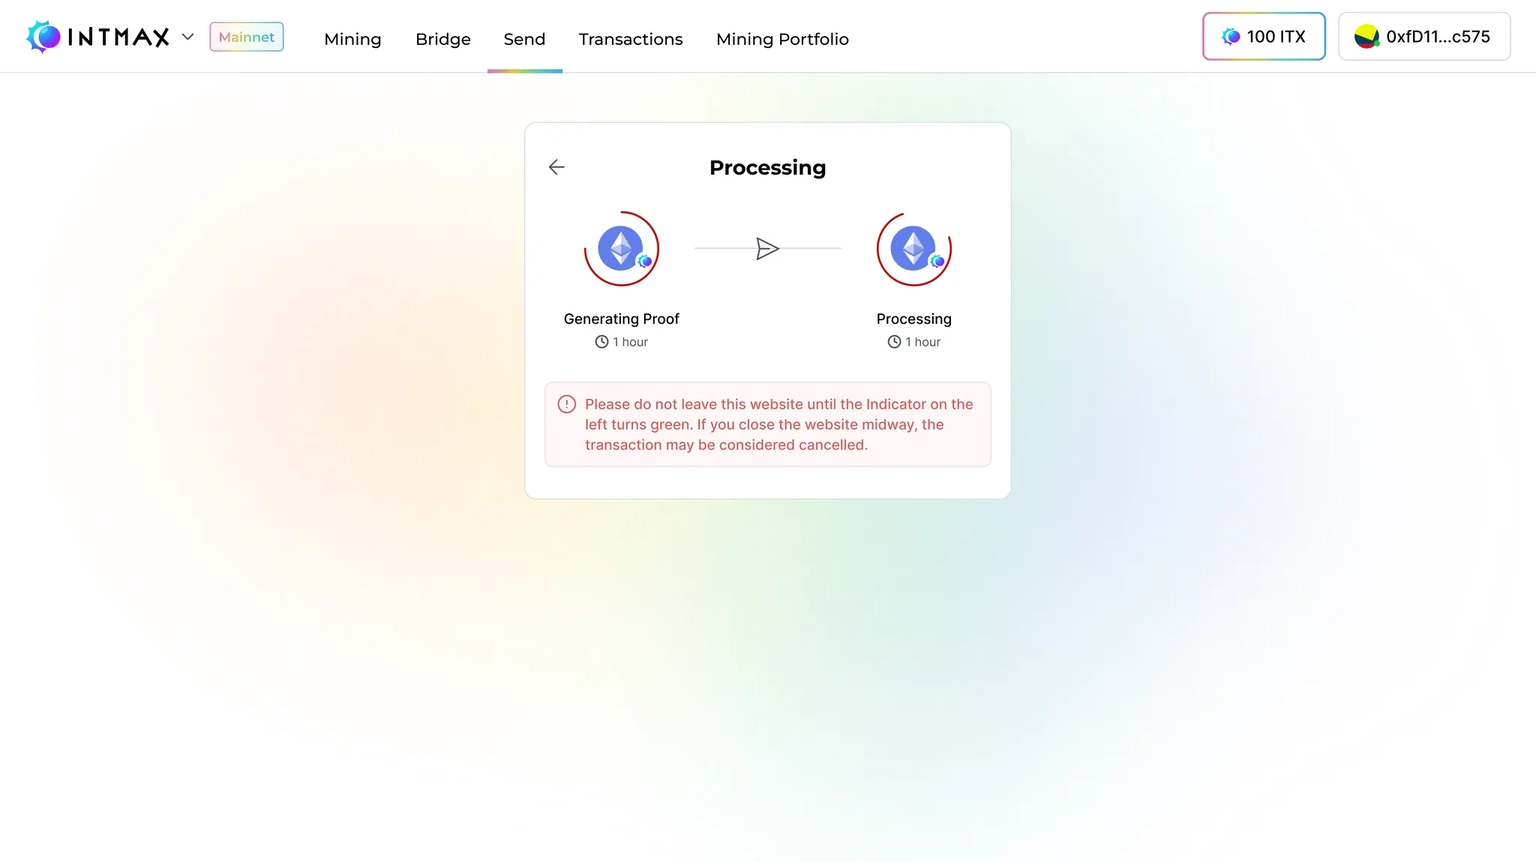 INTMAX
Mainnet
Mining
Bridge
Send
Transactions
Mining Portfolio
100 ITX
0xfD11...c575
Processing
Generating Proof
1 hour
Processing
1 hour
Please do not leave this website until the Indicator on the
left turns green. If you close the website midway, the
transaction may be considered cancelled.